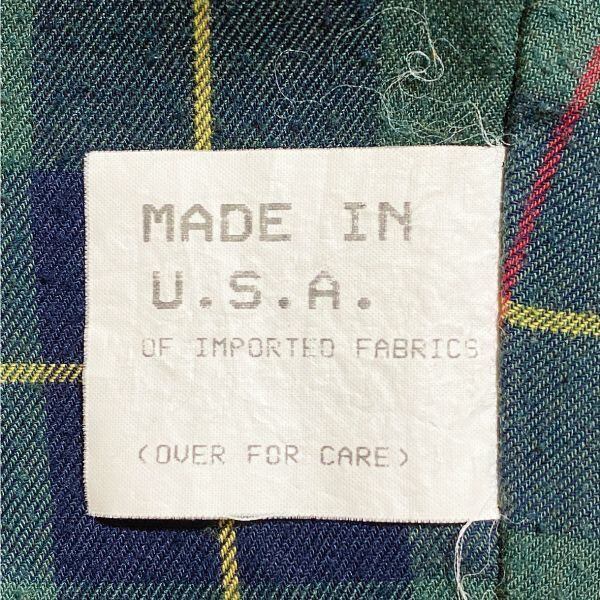 MADE IN
U.S.A.
OF IMPORTED FABRICS
(OVER FOR CARE)